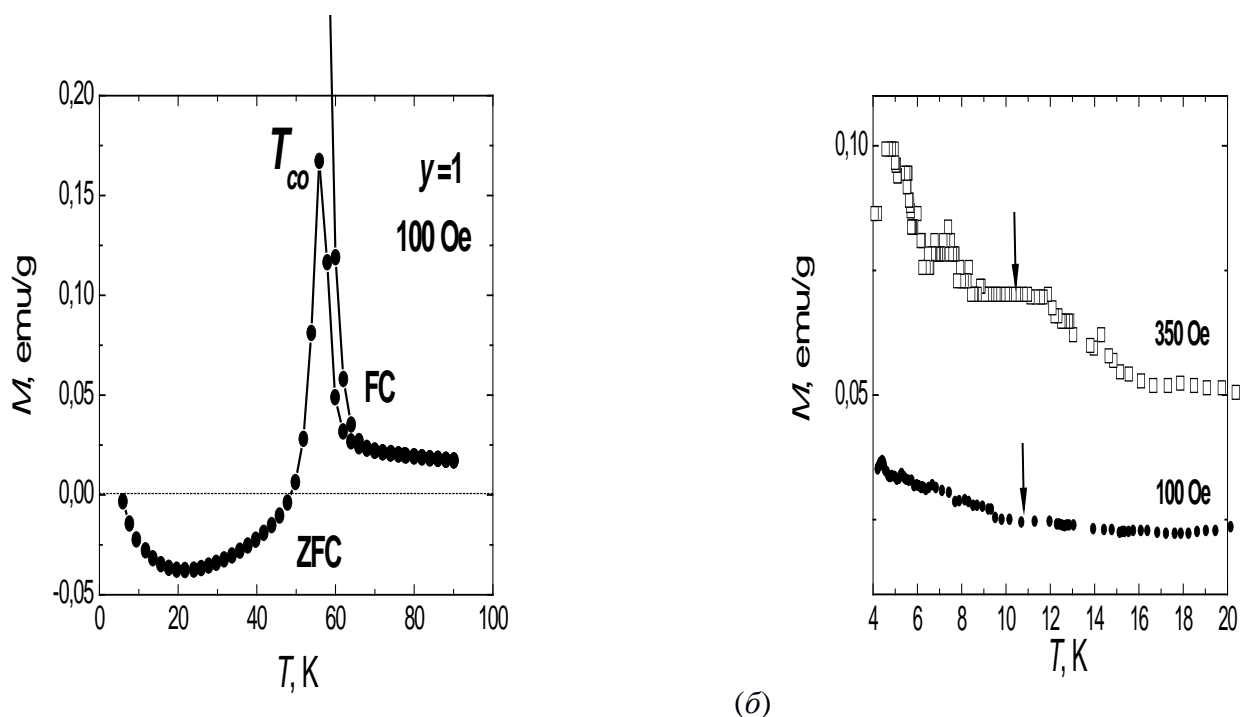 0,20
0,15
0,10
0,05
0,00
-0,05
M, emu/g
T_co
y=1
100 Oe
FC
ZFC
0 20 40 60 80 100
T, K
0,10
0,05
M, emu/g
350 Oe
100 Oe
4 6 8 10 12 14 16 18 20
T, K
(б)